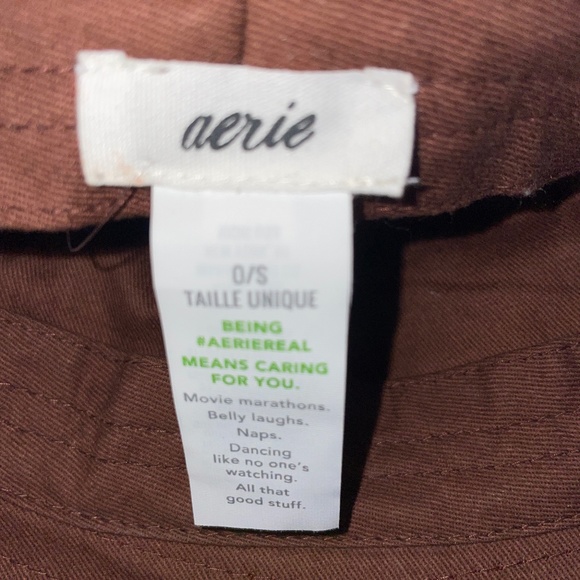 aerie
O/S
TAILLE UNIQUE
BEING
#AERIEREAL
MEANS CARING
FOR YOU.
Movie marathons.
Belly laughs.
Naps.
Dancing
like no one's
watching.
All that
good stuff.